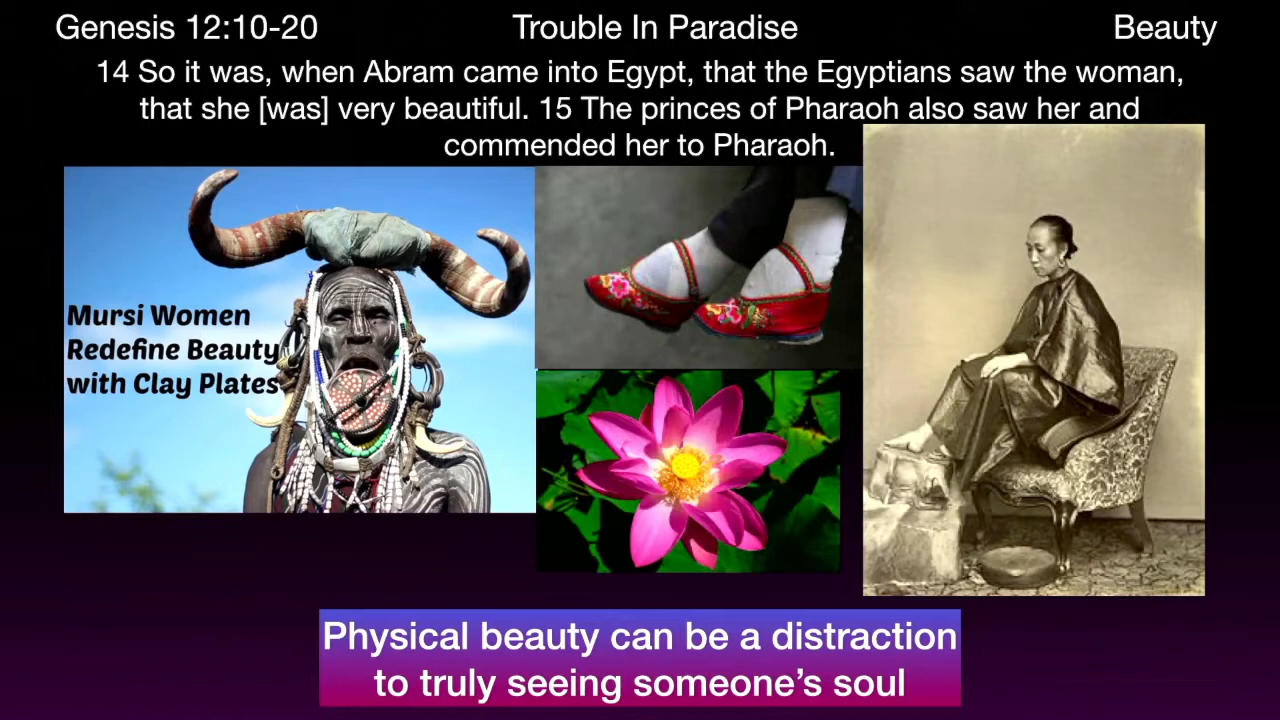 Genesis 12:10-20
Trouble In Paradise
Beauty
14 So it was, when Abram came into Egypt, that the Egyptians saw the woman,
that she [was] very beautiful. 15 The princes of Pharaoh also saw her and
commended her to Pharaoh.
Mursi Women
Redefine Beauty
with Clay Plates
Physical beauty can be a distraction
to truly seeing someone’s soul